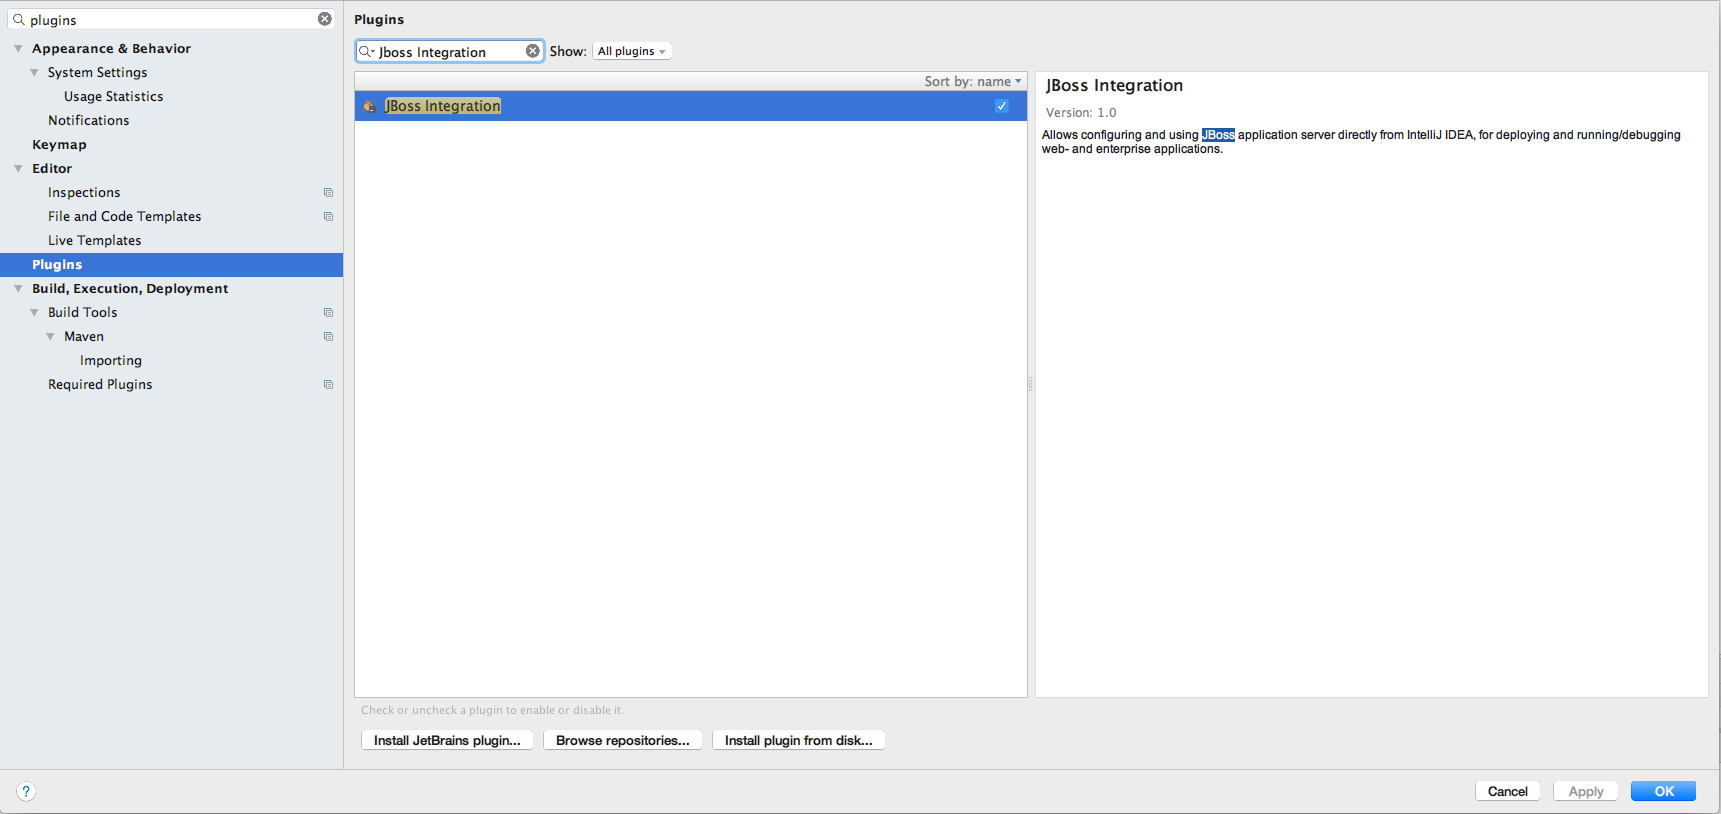 plugins
Appearance & Behavior
System Settings
Usage Statistics
Notifications
Keymap
Editor
Inspections
File and Code Templates
Live Templates
Plugins
Build, Execution, Deployment
Build Tools
Maven
Importing
Required Plugins
Plugins
Jboss Integration Show: All plugins
Sort by: name
JBoss Integration
JBoss Integration
Version: 1.0
Allows configuring and using JBoss application server directly from IntelliJ IDEA, for deploying and running/debugging
web- and enterprise applications.
Check or uncheck a plugin to enable or disable it.
Install JetBrains plugin... Browse repositories... Install plugin from disk...
? Cancel Apply OK